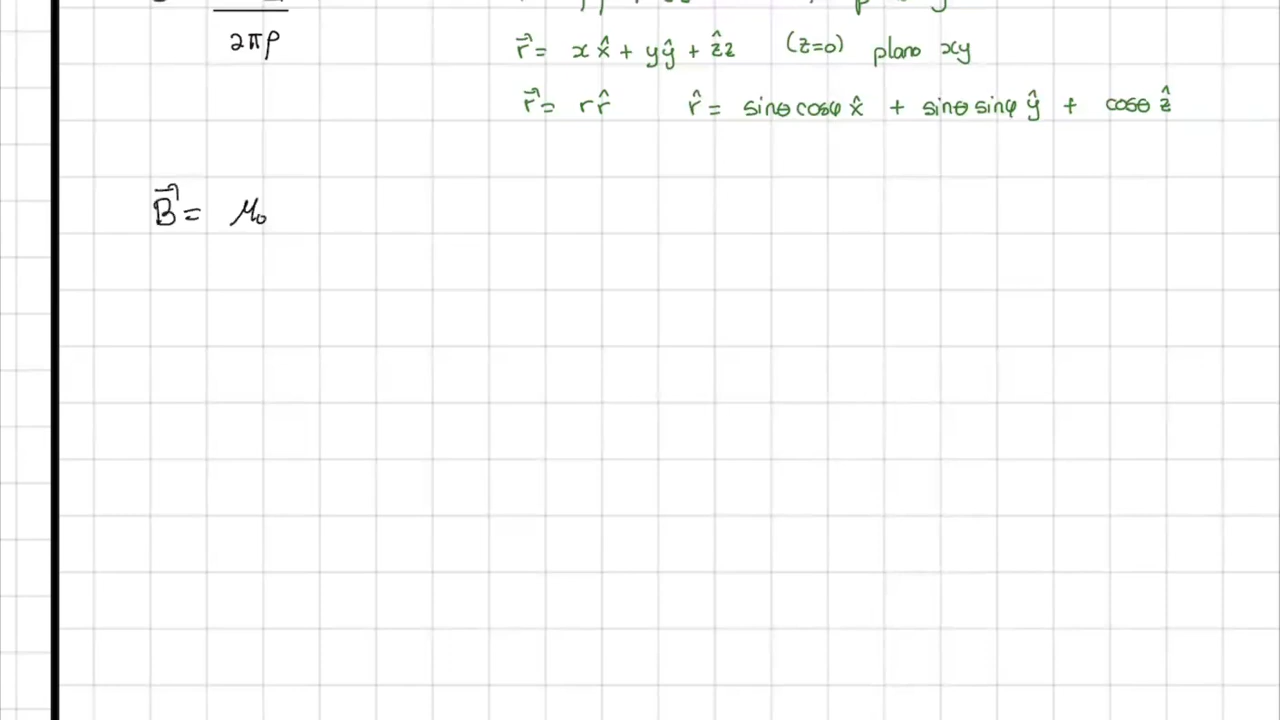 2πρ
r⃗ = x x̂ + y ŷ + ẑ z (z=0) plano xy
r⃗ = r r̂ r̂ = sinθ cosφ x̂ + sinθ sinφ ŷ + cosθ ẑ
B⃗ = μ₀